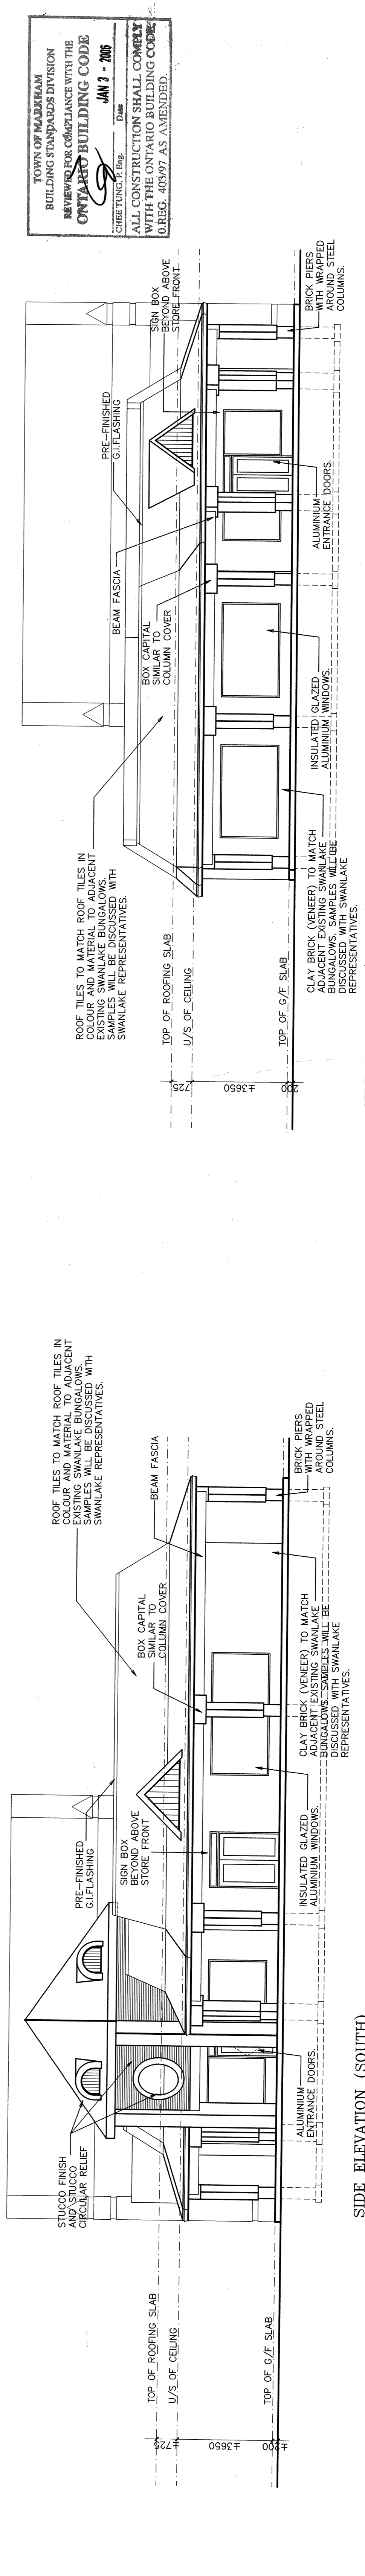 ROOF TILES TO MATCH ROOF TILES IN
COLOUR AND MATERIAL TO ADJACENT
EXISTING SWANLAKE BUNGALOWS.
SAMPLES WILL BE DISCUSSED WITH
SWANLAKE REPRESENTATIVES.
PRE-FINISHED
G.I.FLASHING
STUCCO FINISH
AND STUCCO
CIRCULAR RELIEF
SIGN BOX
BEYOND ABOVE
STORE FRONT
BOX CAPITAL
SIMILAR TO
COLUMN COVER
BEAM FASCIA
TOP OF ROOFING SLAB
U/S OF CEILING
TOP OF G/F SLAB
±725
±3650
±200
ALUMINIUM
ENTRANCE DOORS.
INSULATED GLAZED
ALUMINIUM WINDOWS.
CLAY BRICK (VENEER) TO MATCH
ADJACENT EXISTING SWANLAKE
BUNGALOWS. SAMPLES WILL BE
DISCUSSED WITH SWANLAKE
REPRESENTATIVES.
BRICK PIERS
WITH WRAPPED
AROUND STEEL
COLUMNS.
SIDE ELEVATION (SOUTH)
ROOF TILES TO MATCH ROOF TILES IN
COLOUR AND MATERIAL TO ADJACENT
EXISTING SWANLAKE BUNGALOWS.
SAMPLES WILL BE DISCUSSED WITH
SWANLAKE REPRESENTATIVES.
BEAM FASCIA
PRE-FINISHED
G.I.FLASHING
BOX CAPITAL
SIMILAR TO
COLUMN COVER
SIGN BOX
BEYOND ABOVE
STORE FRONT
TOP OF ROOFING SLAB
U/S OF CEILING
TOP OF G/F SLAB
725
±3650
200
CLAY BRICK (VENEER) TO MATCH
ADJACENT EXISTING SWANLAKE
BUNGALOWS. SAMPLES WILL BE
DISCUSSED WITH SWANLAKE
REPRESENTATIVES.
INSULATED GLAZED
ALUMINIUM WINDOWS.
ALUMINIUM
ENTRANCE DOORS.
BRICK PIERS
WITH WRAPPED
AROUND STEEL
COLUMNS.
TOWN OF MARKHAM
BUILDING STANDARDS DIVISION
REVIEWED FOR COMPLIANCE WITH THE
ONTARIO BUILDING CODE
JAN 3 - 2006
CHEE TUNG, P. Eng. Date
ALL CONSTRUCTION SHALL COMPLY
WITH THE ONTARIO BUILDING CODE,
O.REG. 403/97 AS AMENDED.